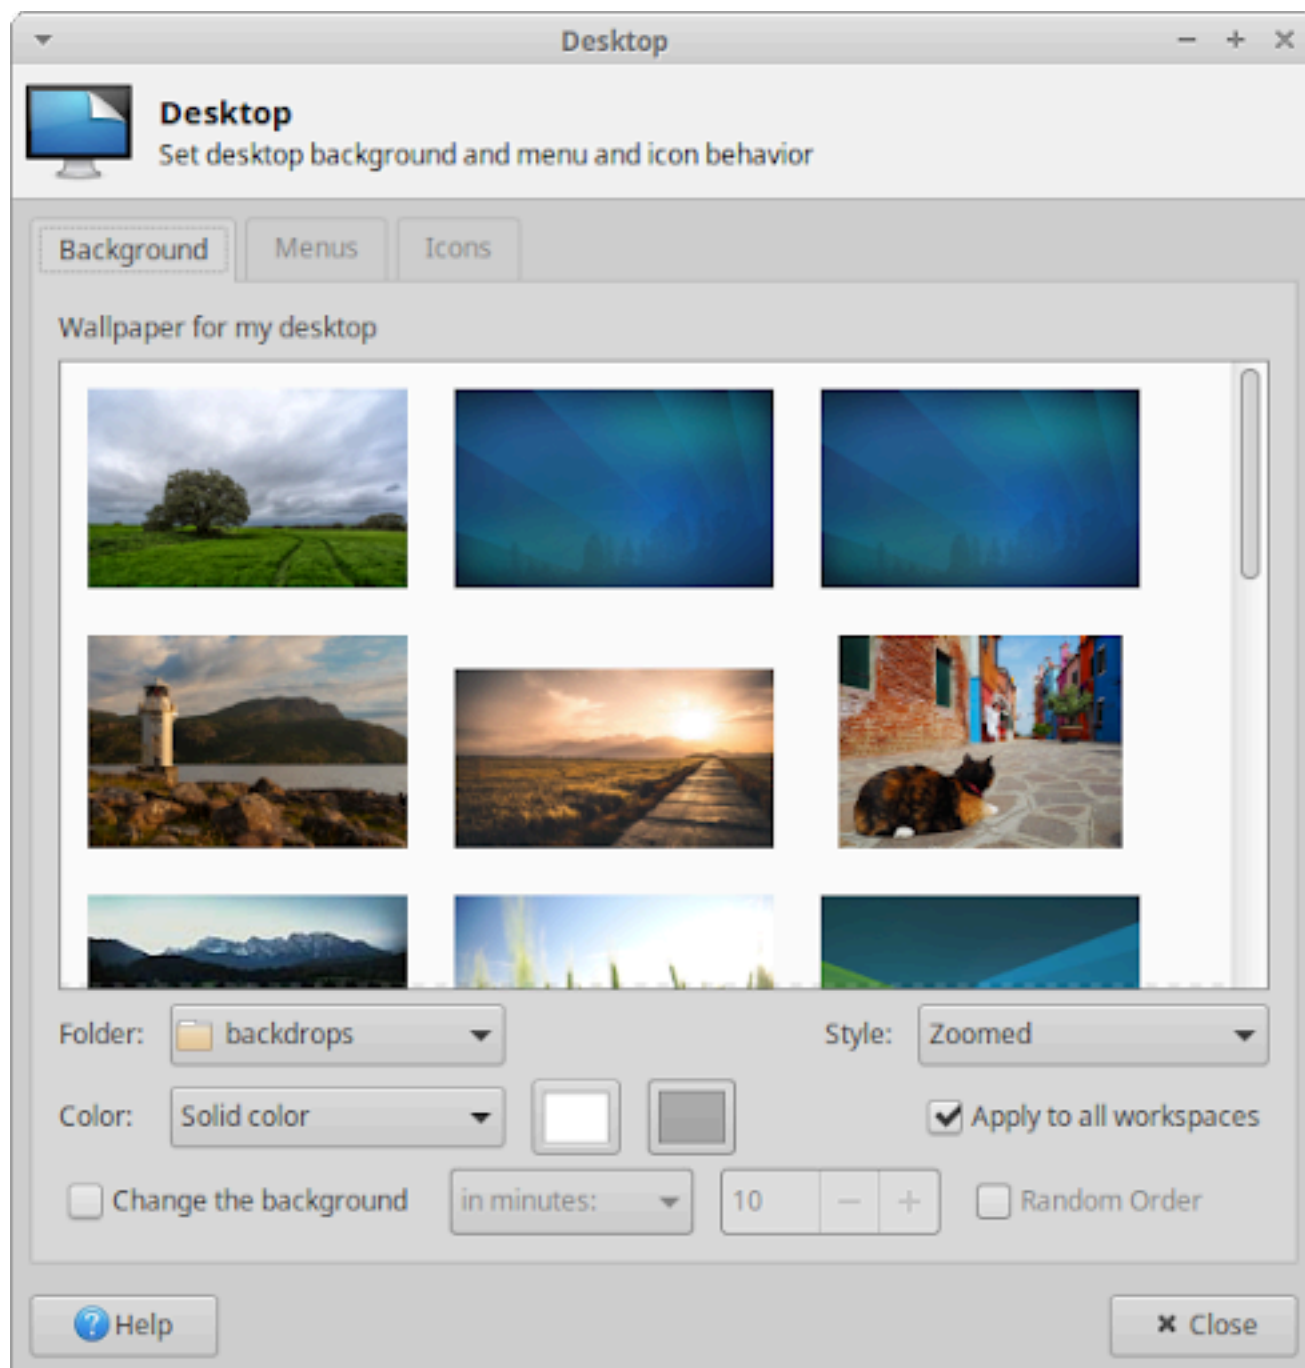 Desktop
Desktop
Set desktop background and menu and icon behavior
Background Menus Icons
Wallpaper for my desktop
Folder: backdrops Style: Zoomed
Color: Solid color Apply to all workspaces
Change the background in minutes: 10 Random Order
Help Close